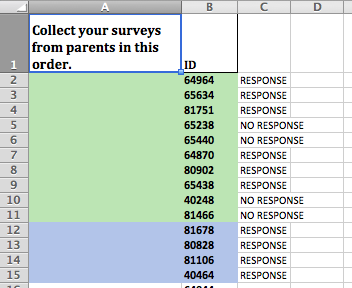 A B C D
Collect your surveys
from parents in this
1 order. ID
2 64964 RESPONSE
3 65634 RESPONSE
4 81751 RESPONSE
5 65238 NO RESPONSE
6 65440 NO RESPONSE
7 64870 RESPONSE
8 80902 RESPONSE
9 65438 RESPONSE
10 40248 NO RESPONSE
11 81466 NO RESPONSE
12 81678 RESPONSE
13 80828 RESPONSE
14 81106 RESPONSE
15 40464 RESPONSE